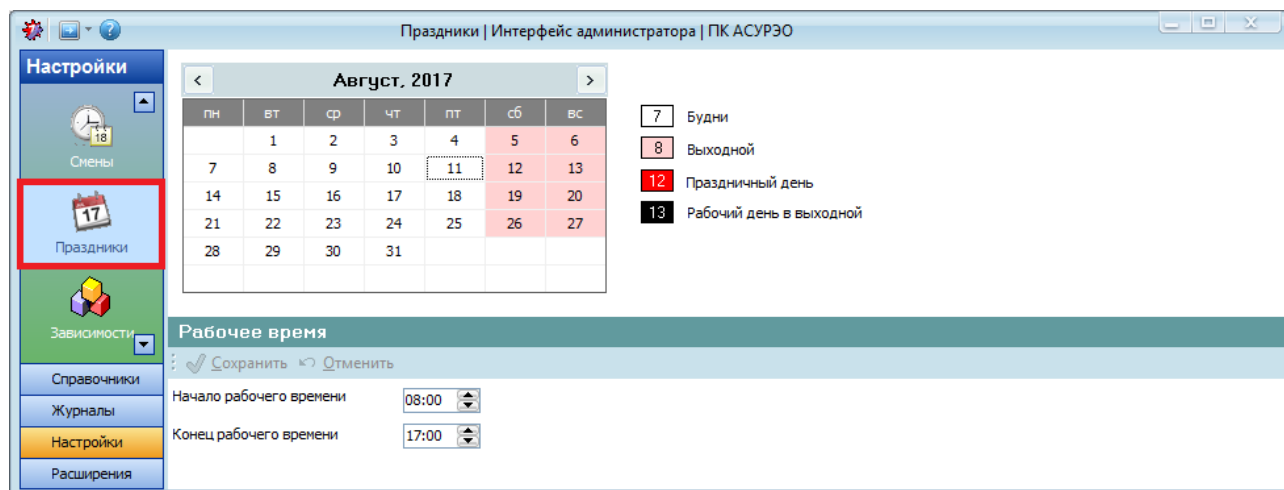 Праздники | Интерфейс администратора | ПК АСУРЭО
Настройки
18
Смены
17
Праздники
Зависимости
Справочники
Журналы
Настройки
Расширения
< Август, 2017 >
пн вт ср чт пт сб вс
1 2 3 4 5 6
7 8 9 10 11 12 13
14 15 16 17 18 19 20
21 22 23 24 25 26 27
28 29 30 31
7 Будни
8 Выходной
12 Праздничный день
13 Рабочий день в выходной
Рабочее время
Сохранить Отменить
Начало рабочего времени 08:00
Конец рабочего времени 17:00